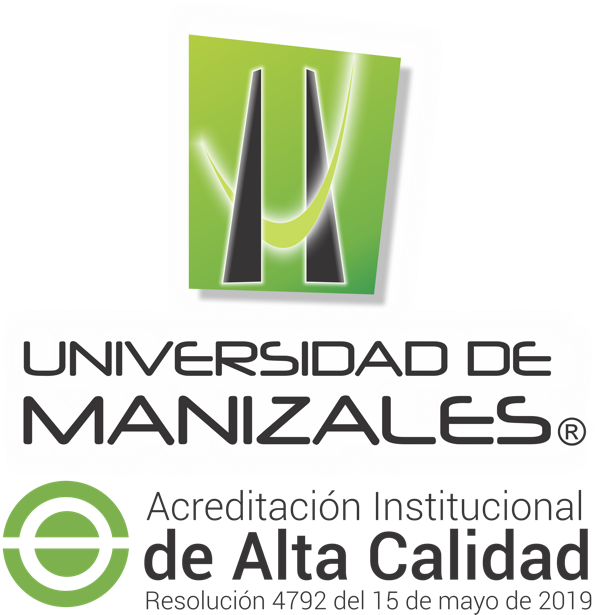 UNIVERSIDAD DE
MANIZALES®
Acreditación Institucional
de Alta Calidad
Resolución 4792 del 15 de mayo de 2019